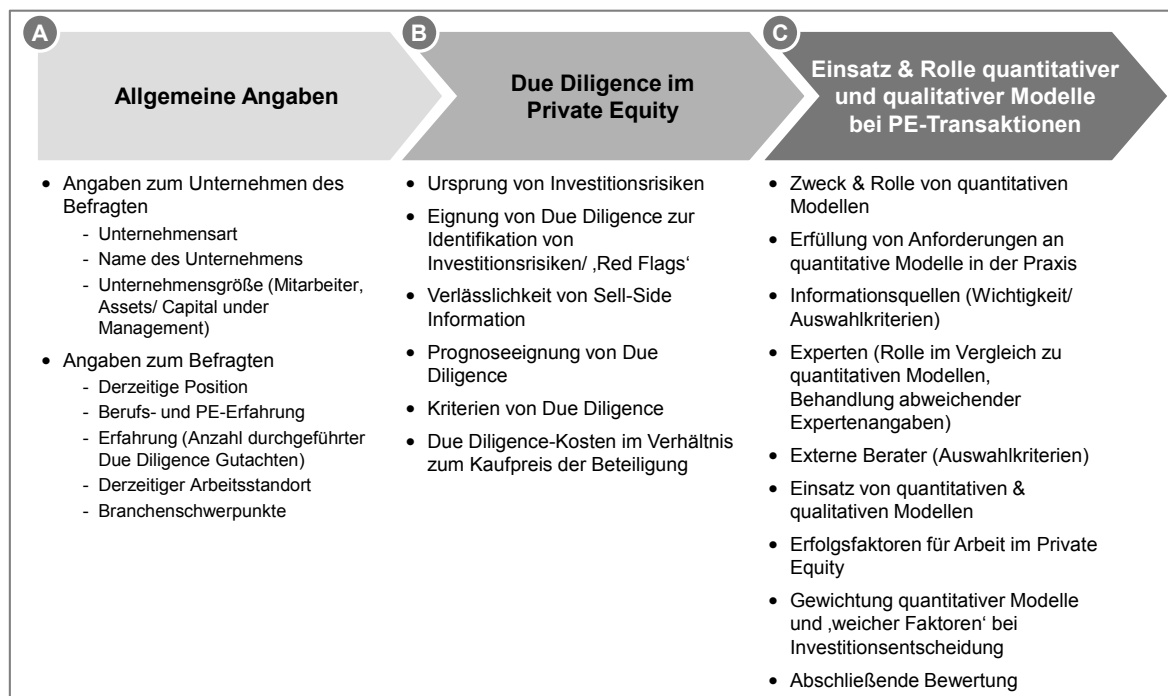 A
Allgemeine Angaben
• Angaben zum Unternehmen des
Befragten
- Unternehmensart
- Name des Unternehmens
- Unternehmensgröße (Mitarbeiter,
Assets/ Capital under
Management)
• Angaben zum Befragten
- Derzeitige Position
- Berufs- und PE-Erfahrung
- Erfahrung (Anzahl durchgeführter
Due Diligence Gutachten)
- Derzeitiger Arbeitsstandort
- Branchenschwerpunkte
B
Due Diligence im
Private Equity
• Ursprung von Investitionsrisiken
• Eignung von Due Diligence zur
Identifikation von
Investitionsrisiken/ ‚Red Flags‘
• Verlässlichkeit von Sell-Side
Information
• Prognoseeignung von Due
Diligence
• Kriterien von Due Diligence
• Due Diligence-Kosten im Verhältnis
zum Kaufpreis der Beteiligung
C
Einsatz & Rolle quantitativer
und qualitativer Modelle
bei PE-Transaktionen
• Zweck & Rolle von quantitativen
Modellen
• Erfüllung von Anforderungen an
quantitative Modelle in der Praxis
• Informationsquellen (Wichtigkeit/
Auswahlkriterien)
• Experten (Rolle im Vergleich zu
quantitativen Modellen,
Behandlung abweichender
Expertenangaben)
• Externe Berater (Auswahlkriterien)
• Einsatz von quantitativen &
qualitativen Modellen
• Erfolgsfaktoren für Arbeit im Private
Equity
• Gewichtung quantitativer Modelle
und ‚weicher Faktoren‘ bei
Investitionsentscheidung
• Abschließende Bewertung